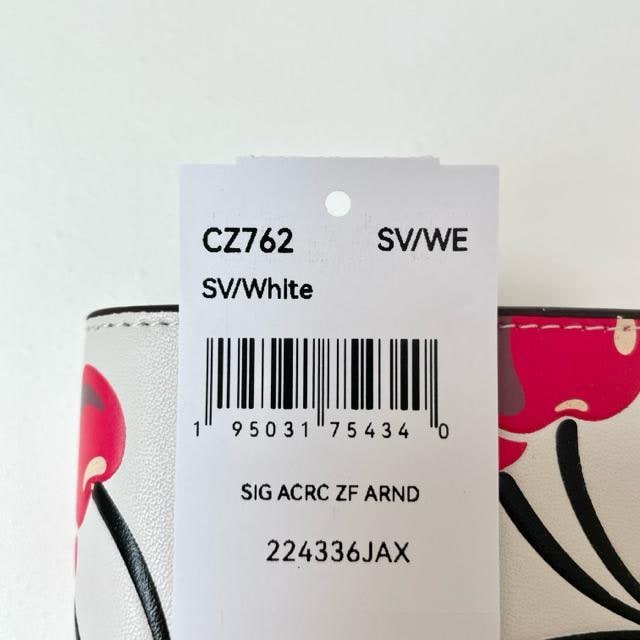 CZ762 SV/WE
SV/White
1 95031 75434 0
SIG ACRC ZF ARND
224336JAX